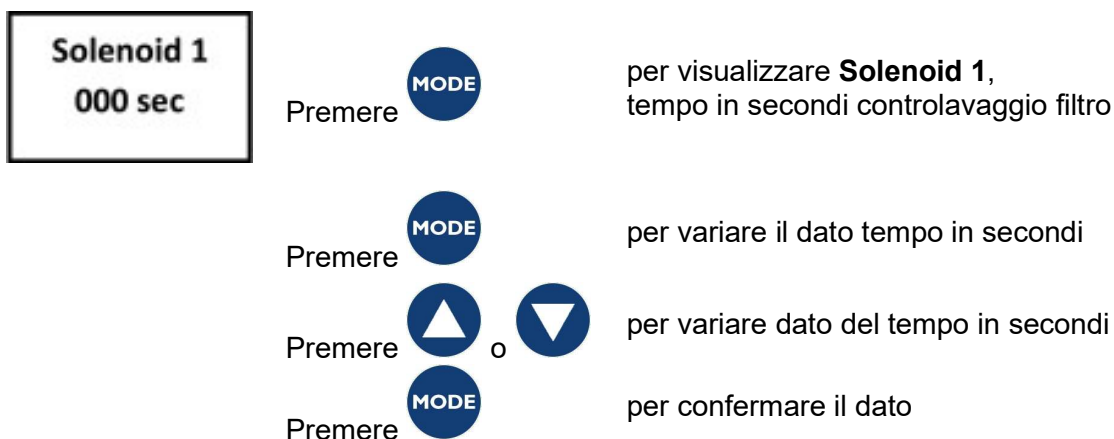 Solenoid 1
000 sec
Premere MODE per visualizzare Solenoid 1,
tempo in secondi controlavaggio filtro
Premere MODE per variare il dato tempo in secondi
Premere o per variare dato del tempo in secondi
Premere MODE per confermare il dato